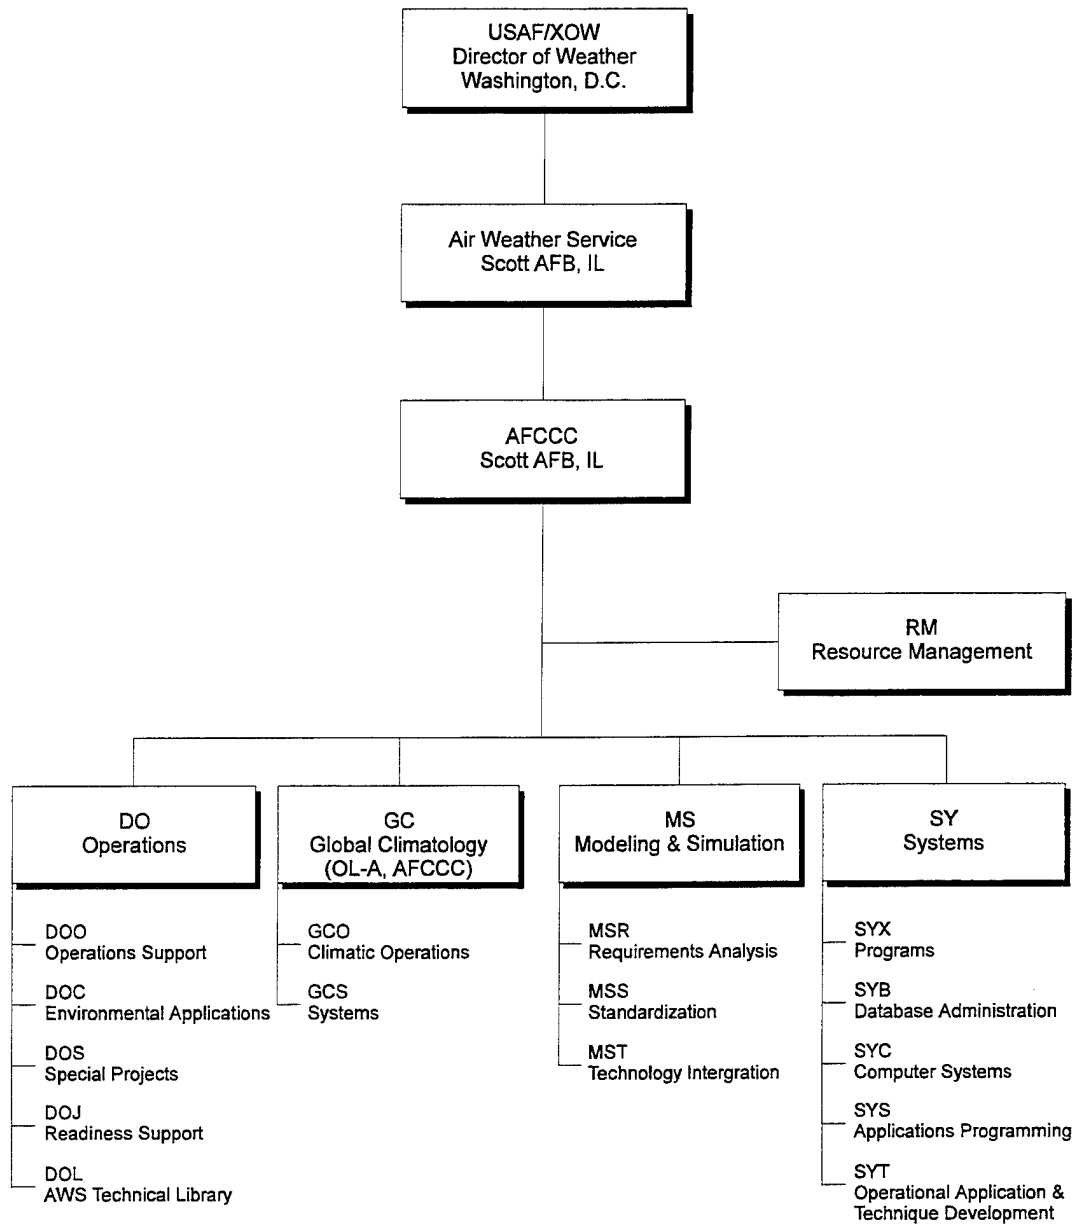 USAF/XOW
Director of Weather
Washington, D.C.
Air Weather Service
Scott AFB, IL
AFCCC
Scott AFB, IL
RM
Resource Management
DO
Operations
GC
Global Climatology
(OL-A, AFCCC)
MS
Modeling & Simulation
SY
Systems
DOO
Operations Support
DOC
Environmental Applications
DOS
Special Projects
DOJ
Readiness Support
DOL
AWS Technical Library
GCO
Climatic Operations
GCS
Systems
MSR
Requirements Analysis
MSS
Standardization
MST
Technology Intergration
SYX
Programs
SYB
Database Administration
SYC
Computer Systems
SYS
Applications Programming
SYT
Operational Application &
Technique Development